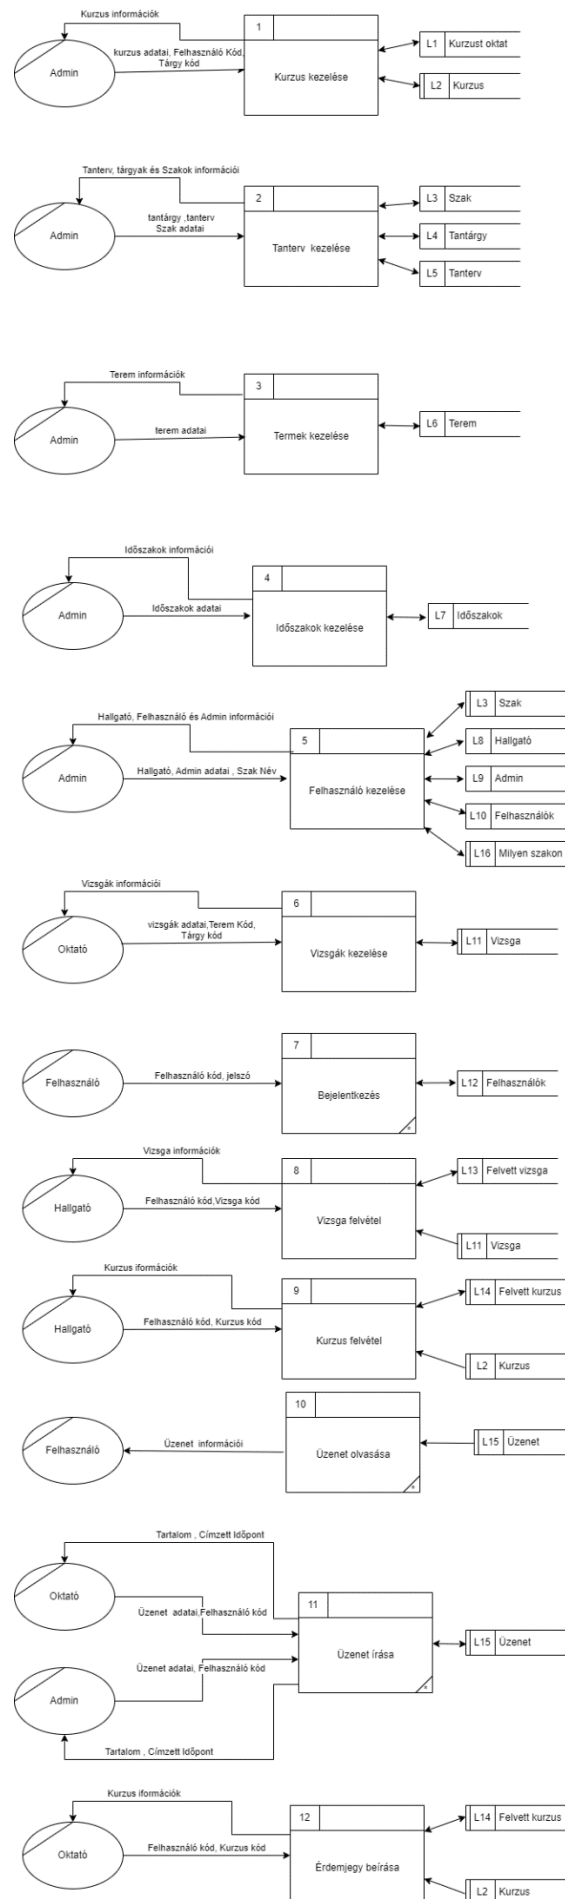 Kurzus információk
1
Admin
kurzus adatai, Felhasználó Kód,
Tárgy kód
Kurzus kezelése
L1 Kurzust oktat
L2 Kurzus
Tanterv, tárgyak és Szakok információi
2
Admin
tantárgy ,tanterv
Szak adatai
Tanterv kezelése
L3 Szak
L4 Tantárgy
L5 Tanterv
Terem információk
3
Admin
terem adatai
Termek kezelése
L6 Terem
Időszakok információi
4
Admin
Időszakok adatai
Időszakok kezelése
L7 Időszakok
Hallgató, Felhasználó és Admin információi
5
Admin
Hallgató, Admin adatai , Szak Név
Felhasználó kezelése
L3 Szak
L8 Hallgató
L9 Admin
L10 Felhasználók
L16 Milyen szakon
Vizsgák információi
6
Oktató
vizsgák adatai,Terem Kód,
Tárgy kód
Vizsgák kezelése
L11 Vizsga
7
Felhasználó
Felhasználó kód, jelszó
Bejelentkezés
*
L12 Felhasználók
Vizsga információk
8
Hallgató
Felhasználó kód,Vizsga kód
Vizsga felvétel
L13 Felvett vizsga
L11 Vizsga
Kurzus iformációk
9
Hallgató
Felhasználó kód, Kurzus kód
Kurzus felvétel
L14 Felvett kurzus
L2 Kurzus
10
Felhasználó
Üzenet információi
Üzenet olvasása
*
L15 Üzenet
Tartalom , Címzett Időpont
Oktató
Üzenet adatai,Felhasználó kód
11
Üzenet írása
*
L15 Üzenet
Üzenet adatai, Felhasználó kód
Admin
Tartalom , Címzett Időpont
Kurzus iformációk
12
Oktató
Felhasználó kód, Kurzus kód
Érdemjegy beírása
L14 Felvett kurzus
L2 Kurzus